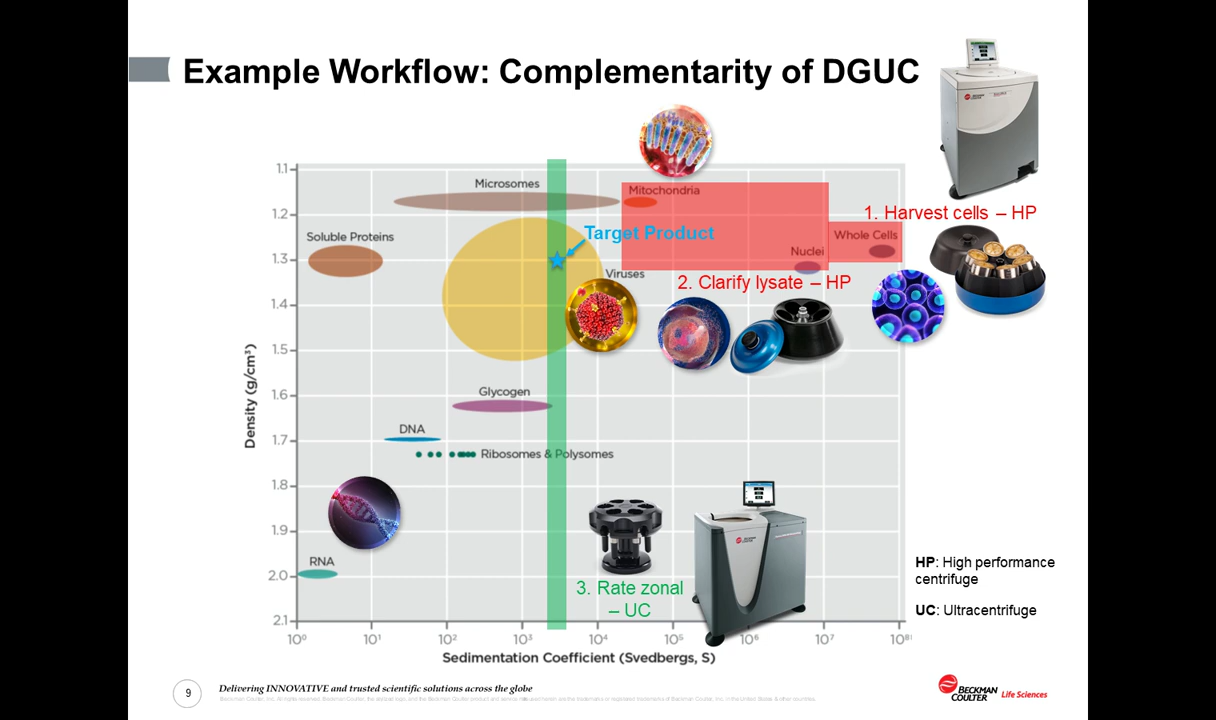 Example Workflow: Complementarity of DGUC
1.1
1.2
1.3
1.4
1.5
1.6
1.7
1.8
1.9
2.0
2.1
Density (g/cm³)
Microsomes
Mitochondria
1. Harvest cells – HP
Soluble Proteins
Target Product
Whole Cells
Nuclei
Viruses
2. Clarify lysate – HP
Glycogen
DNA
Ribosomes & Polysomes
RNA
3. Rate zonal
– UC
HP: High performance
centrifuge
UC: Ultracentrifuge
10⁰ 10¹ 10² 10³ 10⁴ 10⁵ 10⁶ 10⁷ 10⁸
Sedimentation Coefficient (Svedbergs, S)
9
Delivering INNOVATIVE and trusted scientific solutions across the globe
BECKMAN
COULTER
Life Sciences